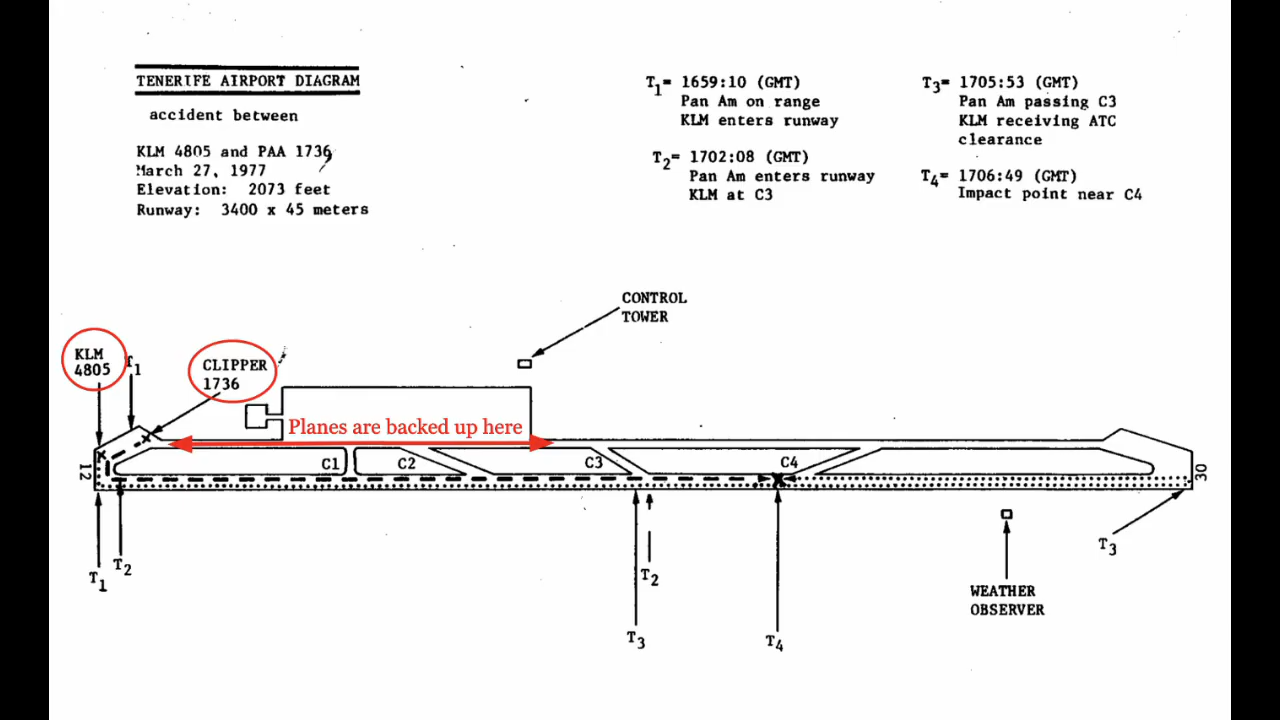 TENERIFE AIRPORT DIAGRAM
accident between
KLM 4805 and PAA 1736
March 27, 1977
Elevation: 2073 feet
Runway: 3400 x 45 meters
T1= 1659:10 (GMT)
Pan Am on range
KLM enters runway
T2= 1702:08 (GMT)
Pan Am enters runway
KLM at C3
T3= 1705:53 (GMT)
Pan Am passing C3
KLM receiving ATC
clearance
T4= 1706:49 (GMT)
Impact point near C4
CONTROL
TOWER
KLM
4805
T1
CLIPPER
1736
Planes are backed up here
12
C1
C2
C3
C4
30
T1
T2
T2
T3
T4
T3
WEATHER
OBSERVER